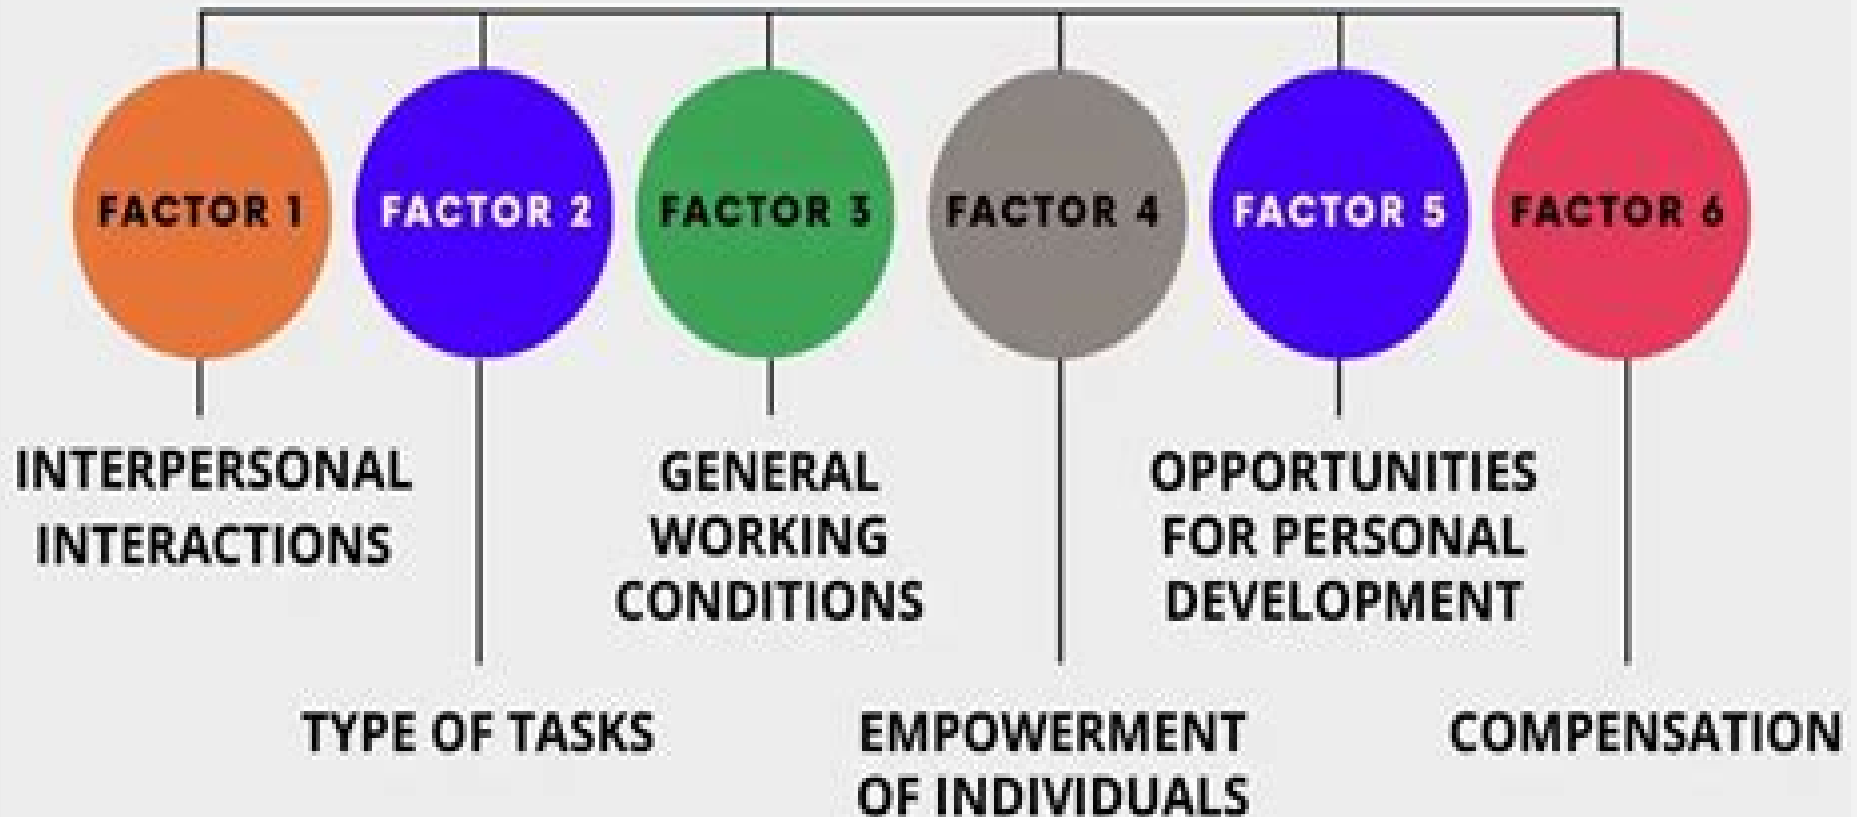 FACTOR 1
FACTOR 2
FACTOR 3
FACTOR 4
FACTOR 5
FACTOR 6
INTERPERSONAL
INTERACTIONS
GENERAL
WORKING
CONDITIONS
OPPORTUNITIES
FOR PERSONAL
DEVELOPMENT
TYPE OF TASKS
EMPOWERMENT
OF INDIVIDUALS
COMPENSATION